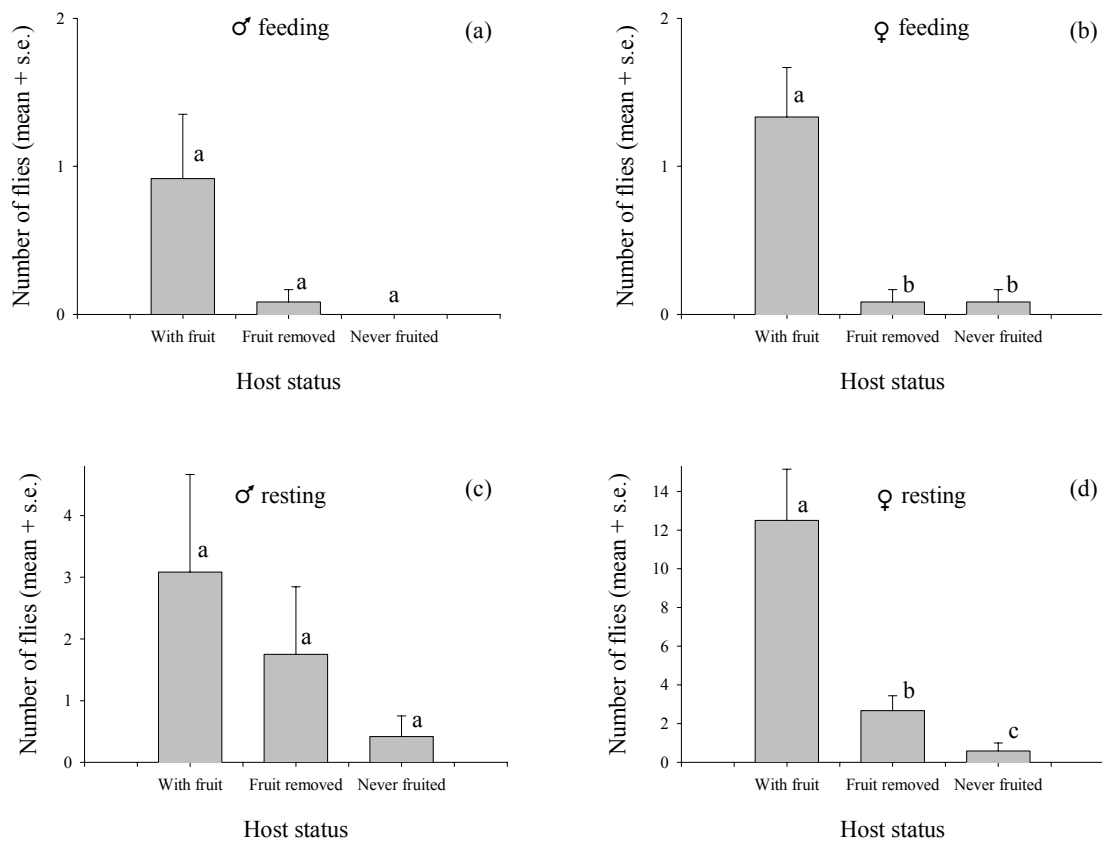 ♂ feeding
(a)
Number of flies (mean + s.e.)
2
1
0
a
a
a
With fruit
Fruit removed
Never fruited
Host status
♀ feeding
(b)
Number of flies (mean + s.e.)
2
1
0
a
b
b
With fruit
Fruit removed
Never fruited
Host status
♂ resting
(c)
Number of flies (mean + s.e.)
4
3
2
1
0
a
a
a
With fruit
Fruit removed
Never fruited
Host status
♀ resting
(d)
Number of flies (mean + s.e.)
14
12
10
8
6
4
2
0
a
b
c
With fruit
Fruit removed
Never fruited
Host status